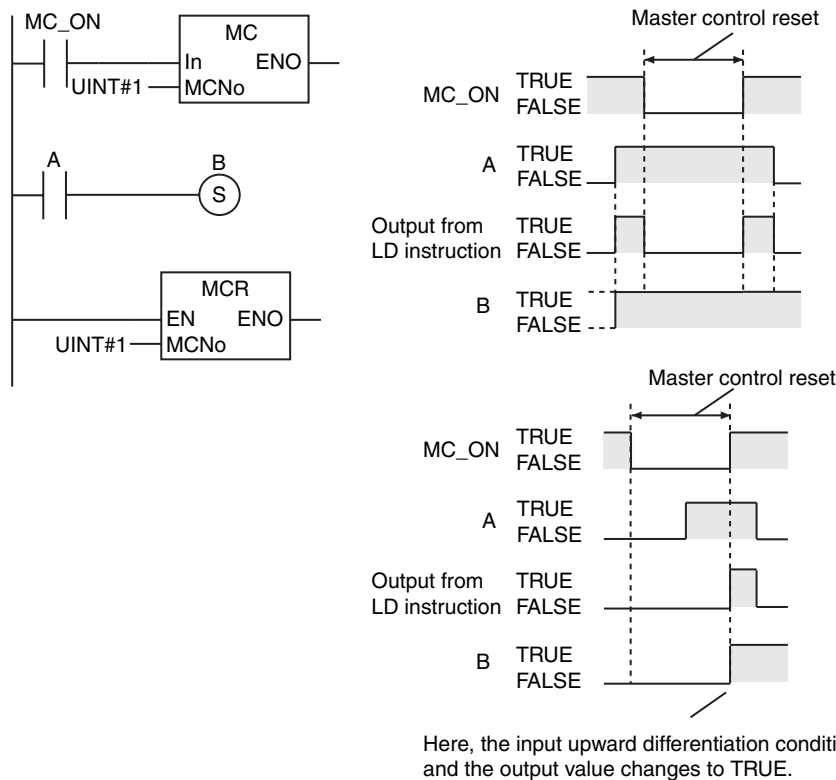 MC_ON
MC
In ENO
UINT#1 MCNo
A B
S
MCR
EN ENO
UINT#1 MCNo
Master control reset
MC_ON TRUE
FALSE
A TRUE
FALSE
Output from TRUE
LD instruction FALSE
B TRUE
FALSE
Master control reset
MC_ON TRUE
FALSE
A TRUE
FALSE
Output from TRUE
LD instruction FALSE
B TRUE
FALSE
Here, the input upward differentiation conditi
and the output value changes to TRUE.